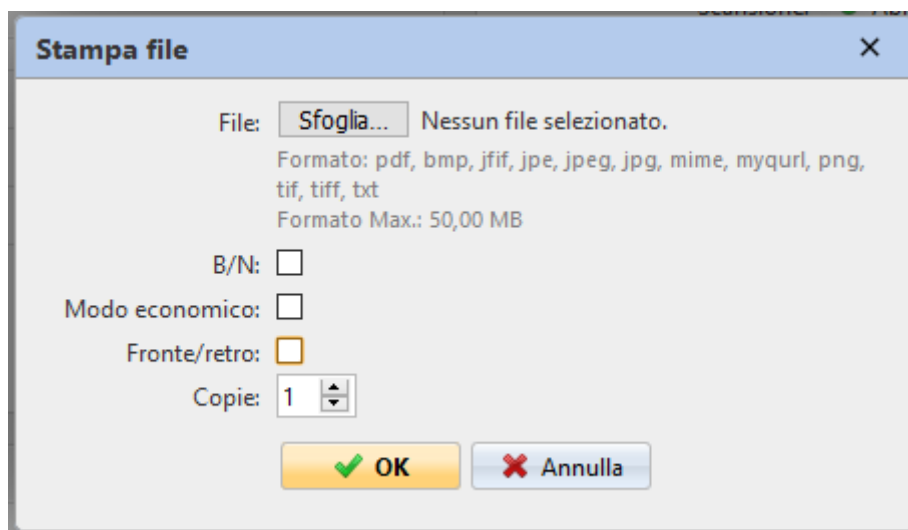 Stampa file
File: Sfoglia... Nessun file selezionato.
Formato: pdf, bmp, jfif, jpe, jpeg, jpg, mime, myqurl, png,
tif, tiff, txt
Formato Max.: 50,00 MB
B/N:
Modo economico:
Fronte/retro:
Copie: 1
OK Annulla